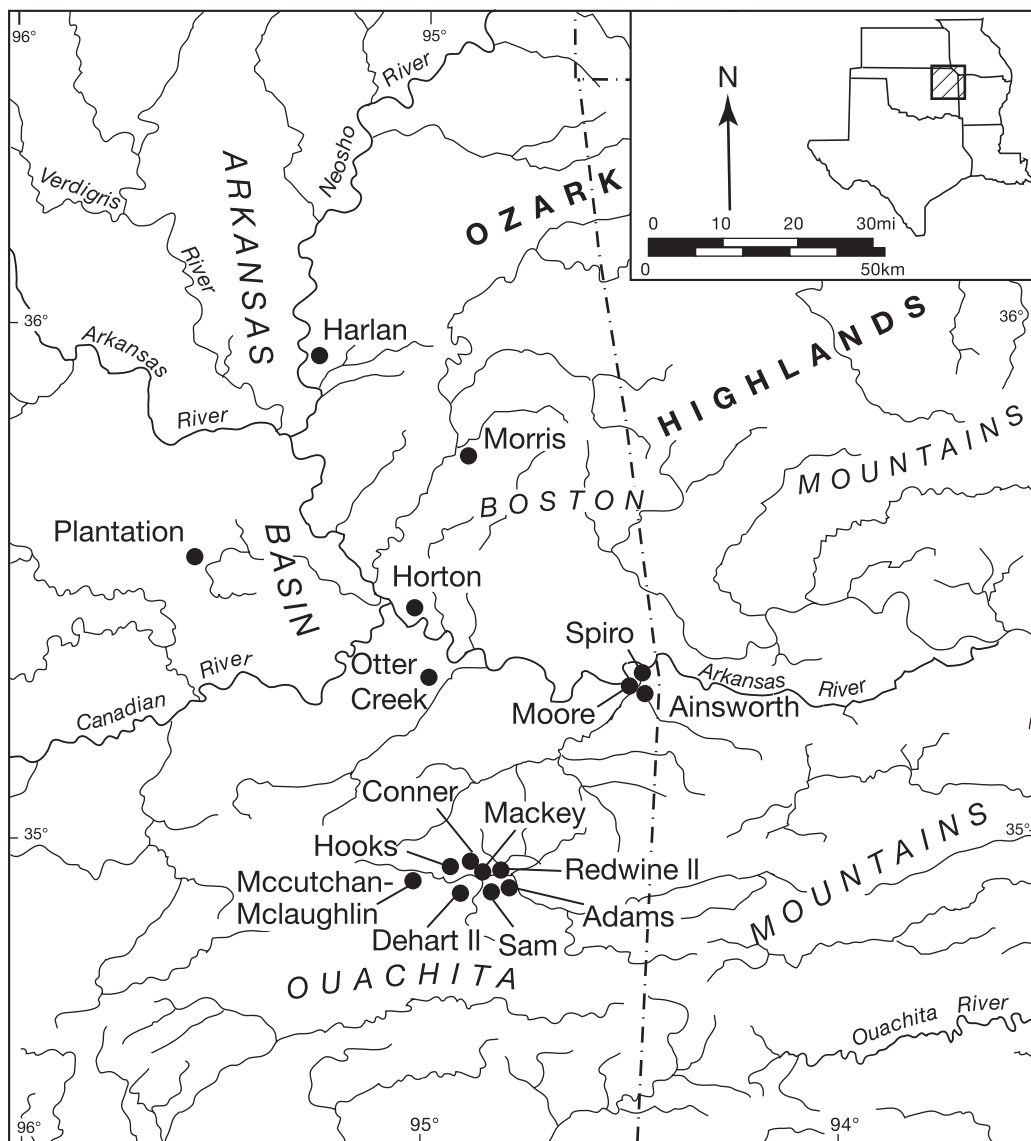 96°
95°
River
N
Neosho
Verdigris
River
ARKANSAS
OZARK
0 10 20 30mi
0 50km
36°
36°
Harlan
HIGHLANDS
Arkansas
River
Morris
MOUNTAINS
BOSTON
Plantation
BASIN
Horton
Spiro
Otter
Creek
River
Canadian
Arkansas
River
Moore
Ainsworth
Conner
Mackey
35°
35°
Hooks
Redwine II
Mccutchan-
Mclaughlin
Adams
MOUNTAINS
Dehart II
Sam
OUACHITA
Ouachita River
96°
95°
94°